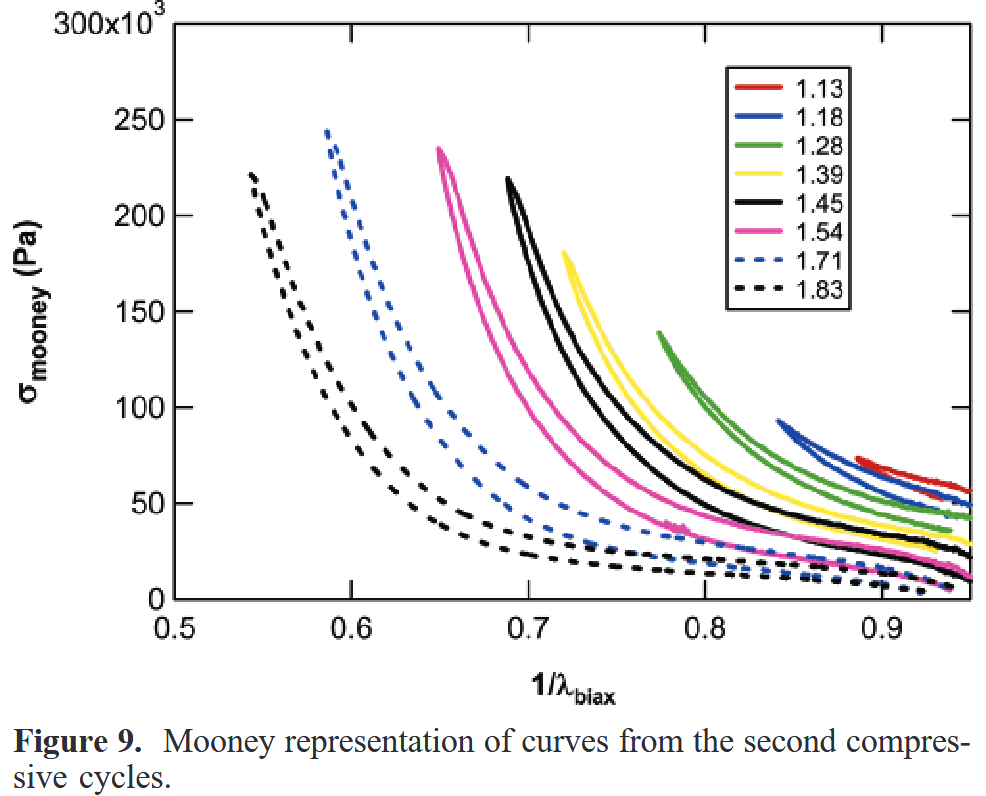 300x10³
250
200
150
100
50
0
σmooney (Pa)
1.13
1.18
1.28
1.39
1.45
1.54
1.71
1.83
0.5 0.6 0.7 0.8 0.9
1/λbiax
Figure 9. Mooney representation of curves from the second compres-
sive cycles.